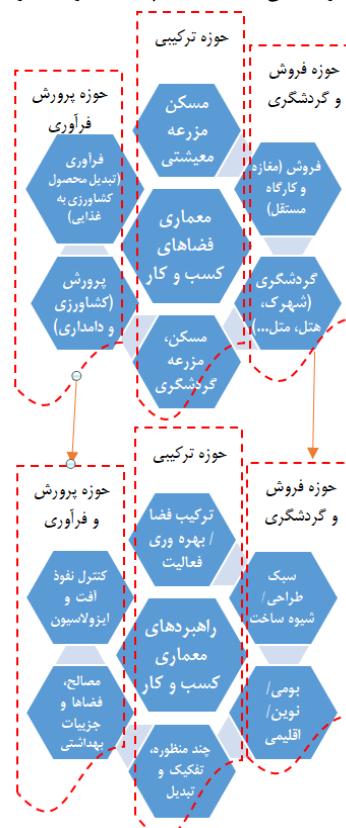 حوزه ترکیبی
حوزه فروش
و گردشگری
حوزه پرورش
فرآوری
مسکن
مزرعه
معیشتی
فروش (مغازه
و کارگاه
مستقل)
فرآوری
(تبدیل محصول
کشاورزی به
غذایی)
معماری
فضاهای
کسب و کار
گردشگری
(شهرک،
هتل، متل...)
پرورش
(کشاورزی
و دامداری)
مسکن،
مزرعه
گردشگری
حوزه ترکیبی
حوزه فروش
و گردشگری
حوزه پرورش
و فرآوری
ترکیب فضا
/ بهره وری
فعالیت
سبک
طراحی/
شیوه ساخت
کنترل نفوذ
آفت و
ایزولاسیون
راهبردهای
معماری
کسب و کار
بومی/
نوین/
اقلیمی
مصالح،
فضاها و
جزییات
بهداشتی
چند منظوره،
تفکیک و
تبدیل